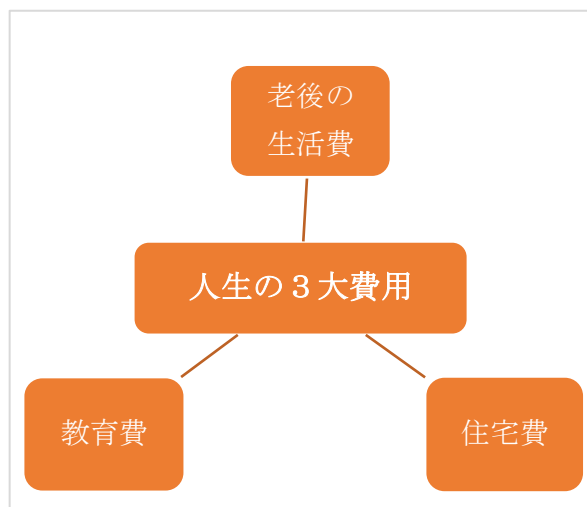 老後の
生活費
人生の３大費用
教育費
住宅費